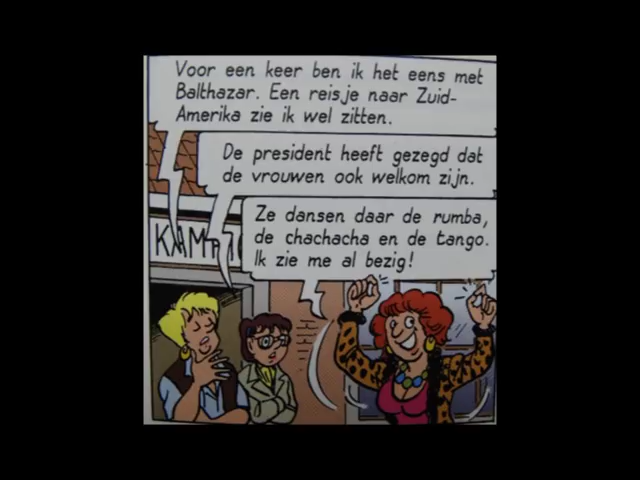 Voor een keer ben ik het eens met
Balthazar. Een reisje naar Zuid-
Amerika zie ik wel zitten.
De president heeft gezegd dat
de vrouwen ook welkom zijn.
Ze dansen daar de rumba,
de chachacha en de tango.
Ik zie me al bezig!